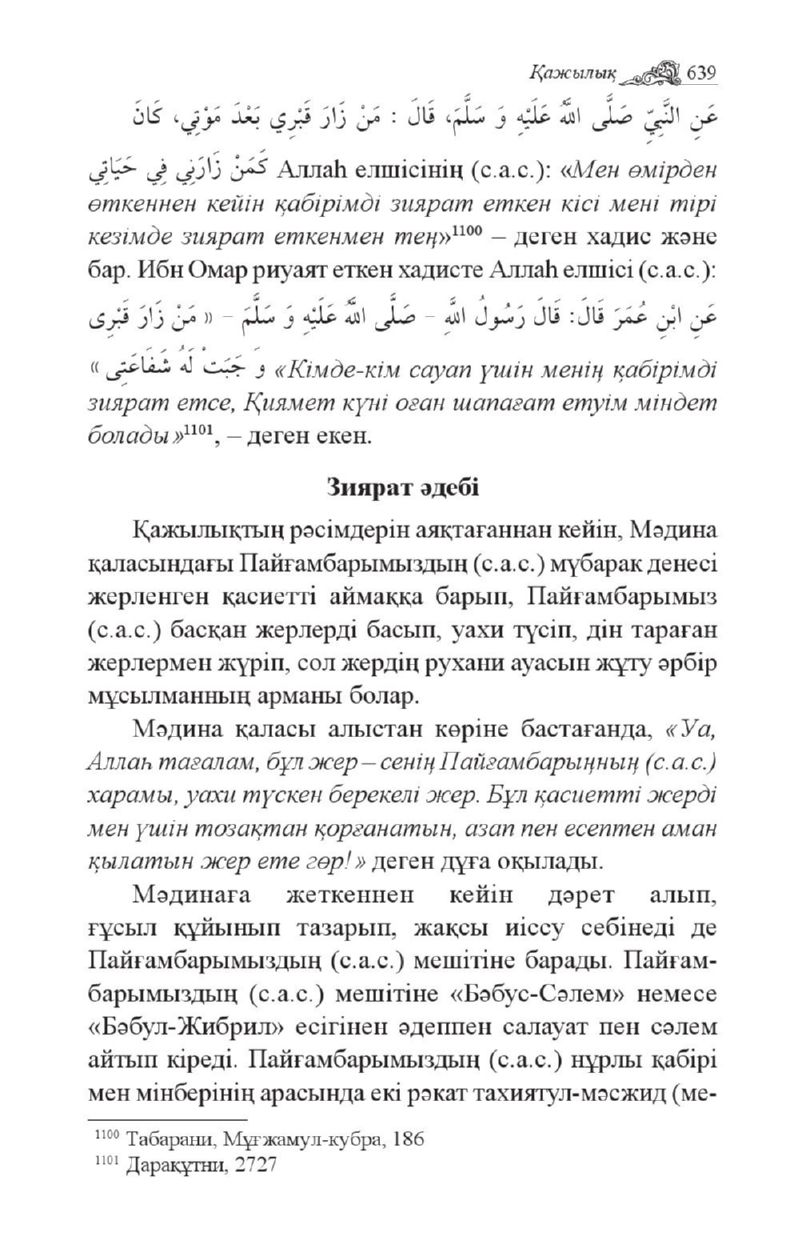 Қажылық 639
عَنِ النَّبِيِّ صَلَّى اللهُ عَلَيْهِ وَ سَلَّمَ، قَالَ : مَنْ زَارَ قَبْرِي بَعْدَ مَوْتِي، كَانَ
كَمَنْ زَارَنِي فِي حَيَاتِي Аллаһ елшісінің (с.а.с.): «Мен өмірден
өткеннен кейін қабірімді зиярат еткен кісі мені тірі
кезімде зиярат еткенмен тең»1100 – деген хадис және
бар. Ибн Омар риуаят еткен хадисте Аллаһ елшісі (с.а.с.):
عَنِ ابْنِ عُمَرَ قَالَ: قَالَ رَسُولُ اللهِ – صَلَّى اللهُ عَلَيْهِ وَ سَلَّمَ – « مَنْ زَارَ قَبْرِى
وَ جَبَتْ لَهُ شَفَاعَتِى » «Кімде-кім сауап үшін менің қабірімді
зиярат етсе, Қиямет күні оған шапағат етуім міндет
болады»1101, – деген екен.
Зиярат әдебі
Қажылықтың рәсімдерін аяқтағаннан кейін, Мәдина
қаласындағы Пайғамбарымыздың (с.а.с.) мүбарак денесі
жерленген қасиетті аймаққа барып, Пайғамбарымыз
(с.а.с.) басқан жерлерді басып, уахи түсіп, дін тараған
жерлермен жүріп, сол жердің рухани ауасын жұту әрбір
мұсылманның арманы болар.
Мәдина қаласы алыстан көріне бастағанда, «Уа,
Аллаһ тағалам, бұл жер – сенің Пайғамбарыңның (с.а.с.)
харамы, уахи түскен берекелі жер. Бұл қасиетті жерді
мен үшін тозақтан қорғанатын, азап пен есептен аман
қылатын жер ете гөр!» деген дұға оқылады.
Мәдинаға жеткеннен кейін дәрет алып,
ғұсыл құйынып тазарып, жақсы иіссу себінеді де
Пайғамбарымыздың (с.а.с.) мешітіне барады. Пайғам-
барымыздың (с.а.с.) мешітіне «Бәбус-Сәлем» немесе
«Бәбул-Жибрил» есігінен әдеппен салауат пен сәлем
айтып кіреді. Пайғамбарымыздың (с.а.с.) нұрлы қабірі
мен мінберінің арасында екі рәкат тахиятул-мәсжид (ме-
1100 Табарани, Мұғжамул-кубра, 186
1101 Дарақұтни, 2727